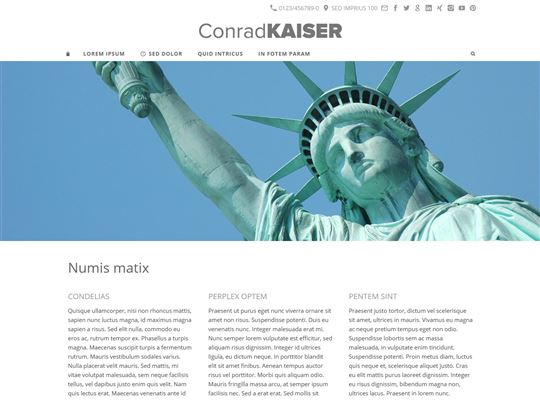 0123/456789-0 SED IMPRIUS 100
ConradKAISER
LOREM IPSUM SED DOLOR QUID INTRICUS IN FOTEM PARAM
Numis matix
CONDELIAS
Quisque ullamcorper, nisi non rhoncus mattis,
sapien nunc luctus magna, id maximus magna
sapien a risus. Sed elit nulla, commodo eu
eros ac, rutrum tempor ex. Phasellus a turpis
magna. Maecenas suscipit turpis a fermentum
rutrum. Mauris vestibulum sodales varius.
Nulla placerat velit mauris. Sed mattis, mi
vitae volutpat malesuada, sem neque facilisis
tellus, vel dapibus justo enim quis velit. Nam
quis lectus erat. Maecenas venenatis ante id
PERPLEX OPTEM
Praesent ut purus eget nunc viverra ornare sit
amet non risus. Suspendisse potenti. Duis eu
venenatis nunc. Integer malesuada erat mi.
Nunc semper lorem vulputate est efficitur, sed
aliquam risus dignissim. Integer id ultrices
ligula, eu dictum neque. In porttitor blandit
elit sit amet finibus. Aenean tempus auctor
risus vel porttitor. Morbi quis aliquam odio.
Mauris fringilla massa arcu, at semper ipsum
facilisis nec. Sed a erat erat. Sed mollis sit
PENTEM SINT
Praesent justo tortor, dictum vel scelerisque
sit amet, ultrices in mauris. Vivamus eu magna
ac neque pretium tempus eget non odio.
Suspendisse lobortis sem ac massa
malesuada, in vulputate enim tincidunt.
Suspendisse potenti. Proin metus diam, luctus
quis neque et, scelerisque aliquet justo. Cras
eu elit mattis purus laoreet dignissim. Integer
eu risus dignissim, bibendum magna non,
ultrices lacus. Praesent in lorem nunc.